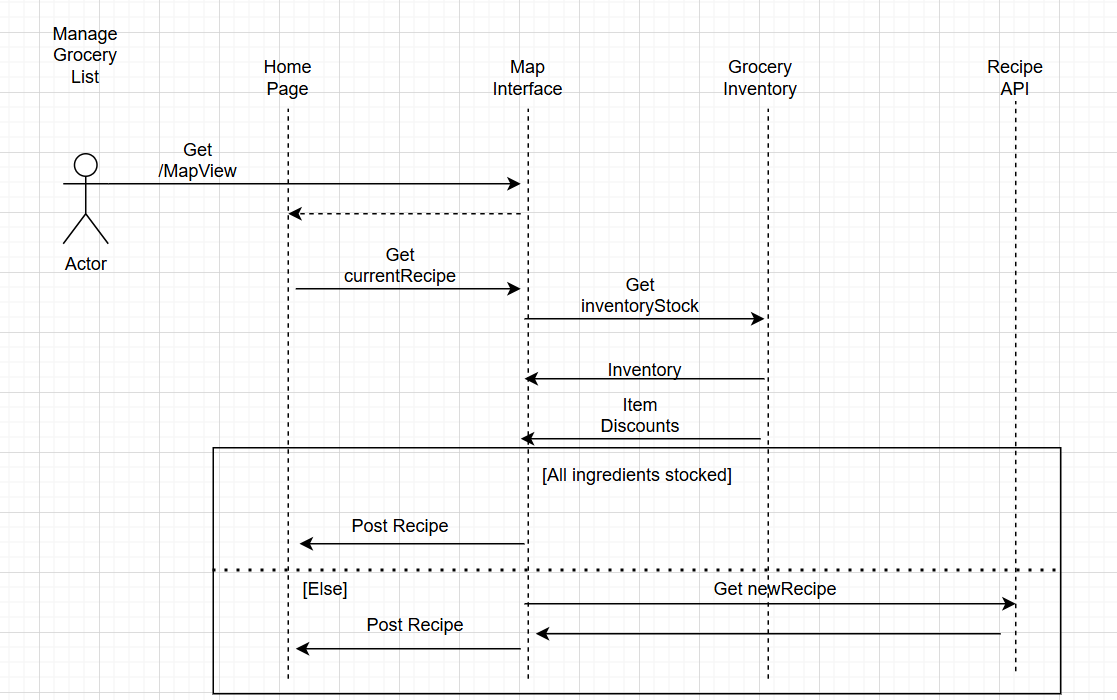 Manage
Grocery
List
Home
Page
Map
Interface
Grocery
Inventory
Recipe
API
Get
/MapView
Actor
Get
currentRecipe
Get
inventoryStock
Inventory
Item
Discounts
[All ingredients stocked]
Post Recipe
[Else]
Get newRecipe
Post Recipe